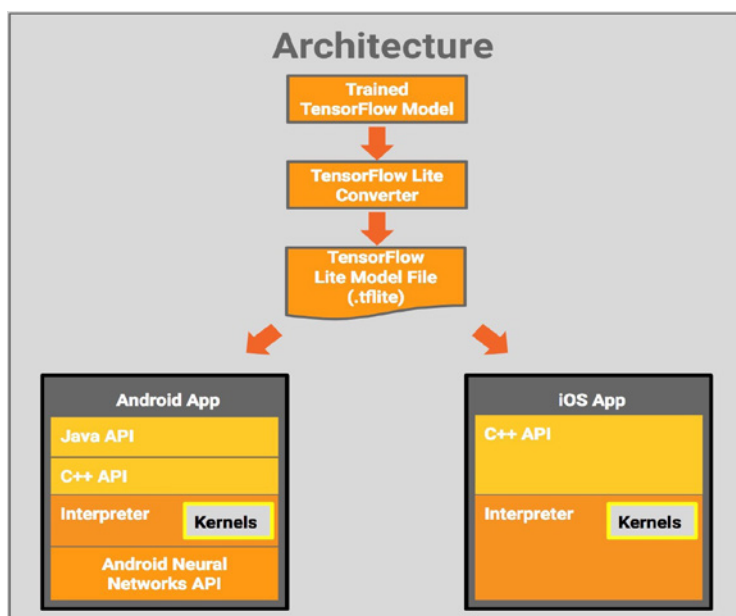 Architecture
Trained
TensorFlow Model
TensorFlow Lite
Converter
TensorFlow
Lite Model File
(.tflite)
Android App
Java API
C++ API
Interpreter
Kernels
Android Neural
Networks API
iOS App
C++ API
Interpreter
Kernels